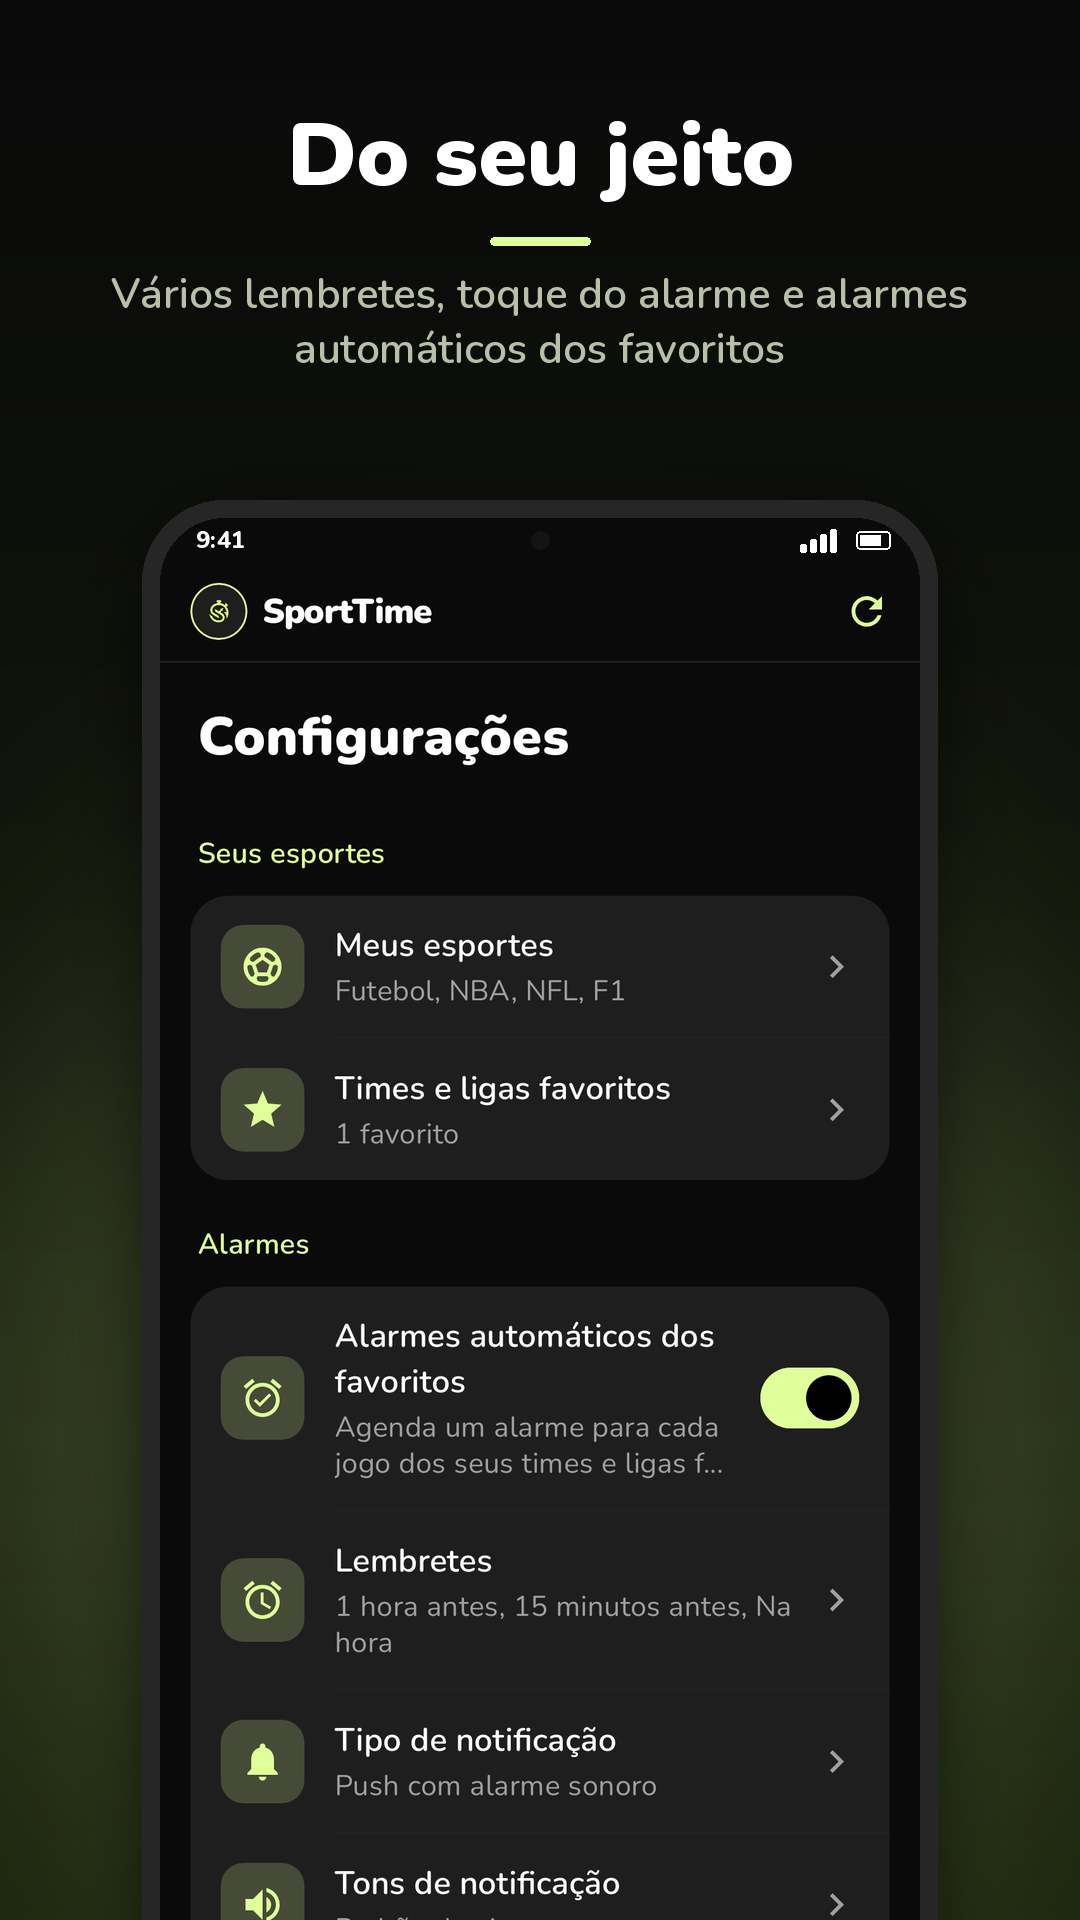 Do seu jeito
Vários lembretes, toque do alarme e alarmes
automáticos dos favoritos
9:41
SportTime
Configurações
Seus esportes
Meus esportes
Futebol, NBA, NFL, F1
Times e ligas favoritos
1 favorito
Alarmes
Alarmes automáticos dos
favoritos
Agenda um alarme para cada
jogo dos seus times e ligas f...
Lembretes
1 hora antes, 15 minutos antes, Na
hora
Tipo de notificação
Push com alarme sonoro
Tons de notificação